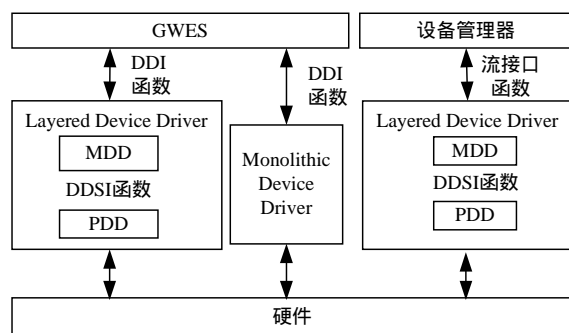 GWES
设备管理器
DDI
函数
DDI
函数
流接口
函数
Layered Device Driver
MDD
DDSI函数
PDD
Monolithic
Device
Driver
Layered Device Driver
MDD
DDSI函数
PDD
硬件